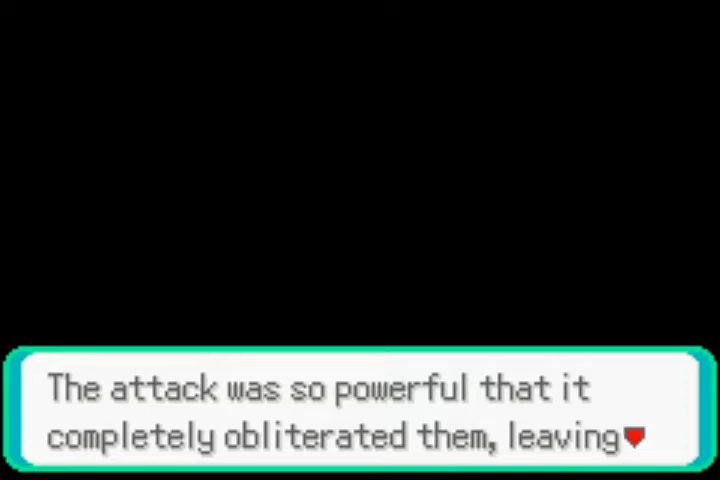 The attack was so powerful that it
completely obliterated them, leaving